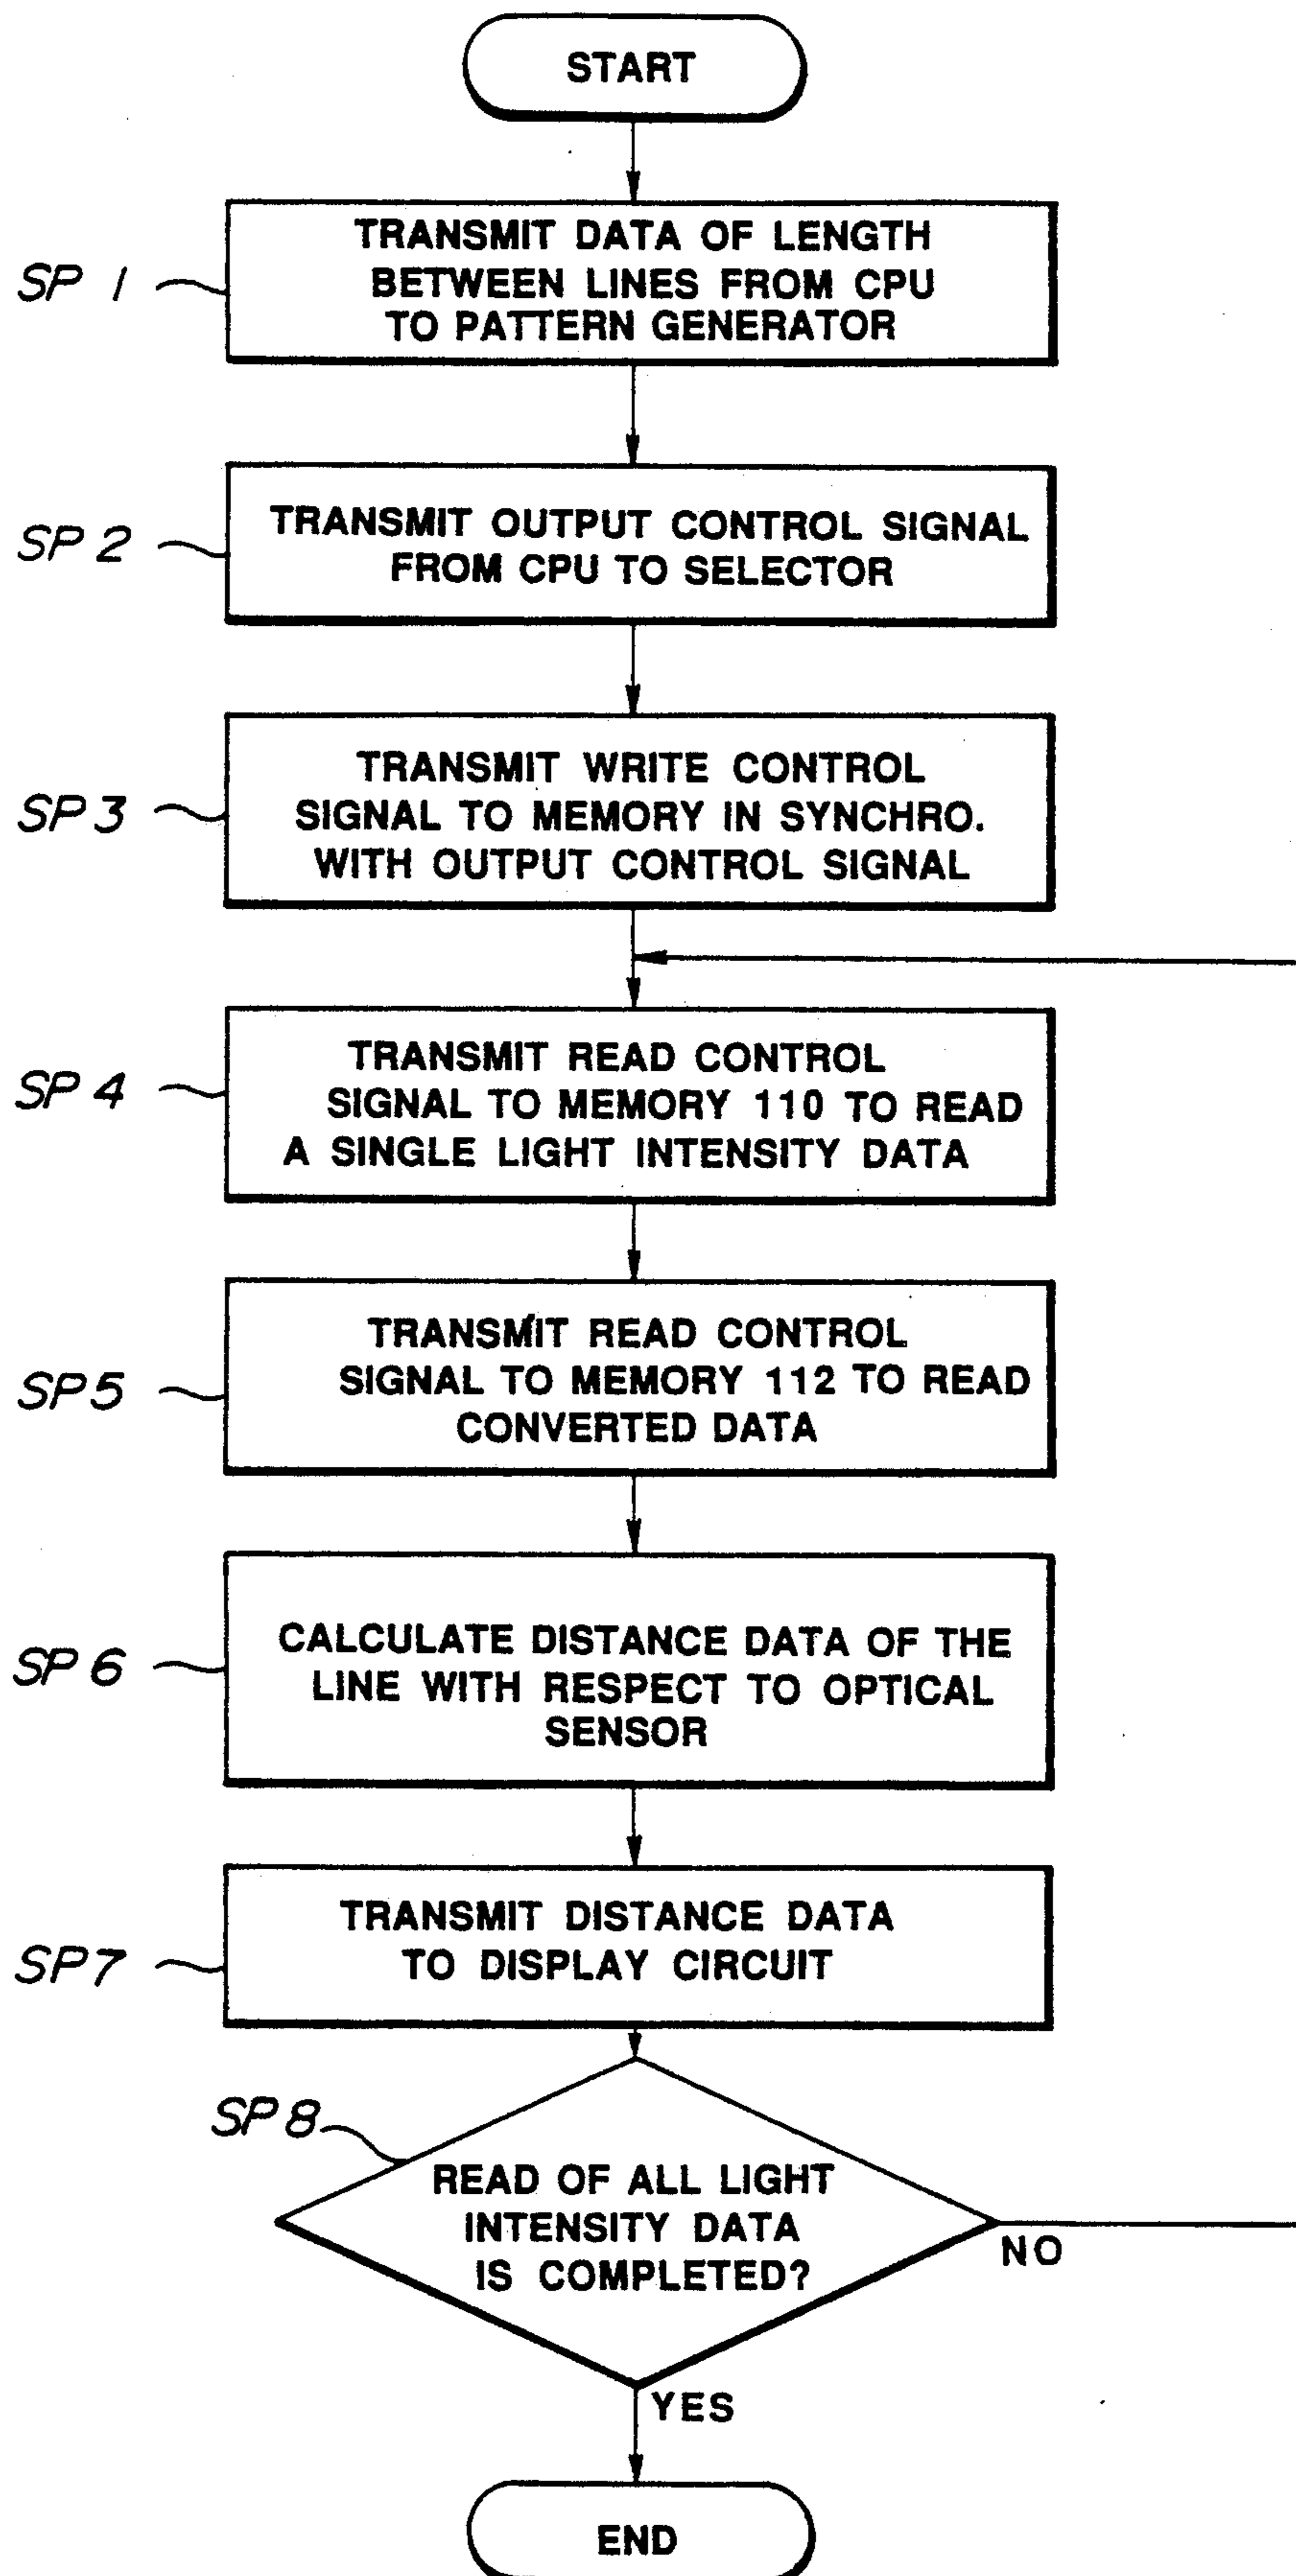 START
SP 1
TRANSMIT DATA OF LENGTH
BETWEEN LINES FROM CPU
TO PATTERN GENERATOR
SP 2
TRANSMIT OUTPUT CONTROL SIGNAL
FROM CPU TO SELECTOR
SP 3
TRANSMIT WRITE CONTROL
SIGNAL TO MEMORY IN SYNCHRO.
WITH OUTPUT CONTROL SIGNAL
SP 4
TRANSMIT READ CONTROL
SIGNAL TO MEMORY 110 TO READ
A SINGLE LIGHT INTENSITY DATA
SP 5
TRANSMIT READ CONTROL
SIGNAL TO MEMORY 112 TO READ
CONVERTED DATA
SP 6
CALCULATE DISTANCE DATA OF THE
LINE WITH RESPECT TO OPTICAL
SENSOR
SP 7
TRANSMIT DISTANCE DATA
TO DISPLAY CIRCUIT
SP 8
READ OF ALL LIGHT
INTENSITY DATA
IS COMPLETED?
NO
YES
END